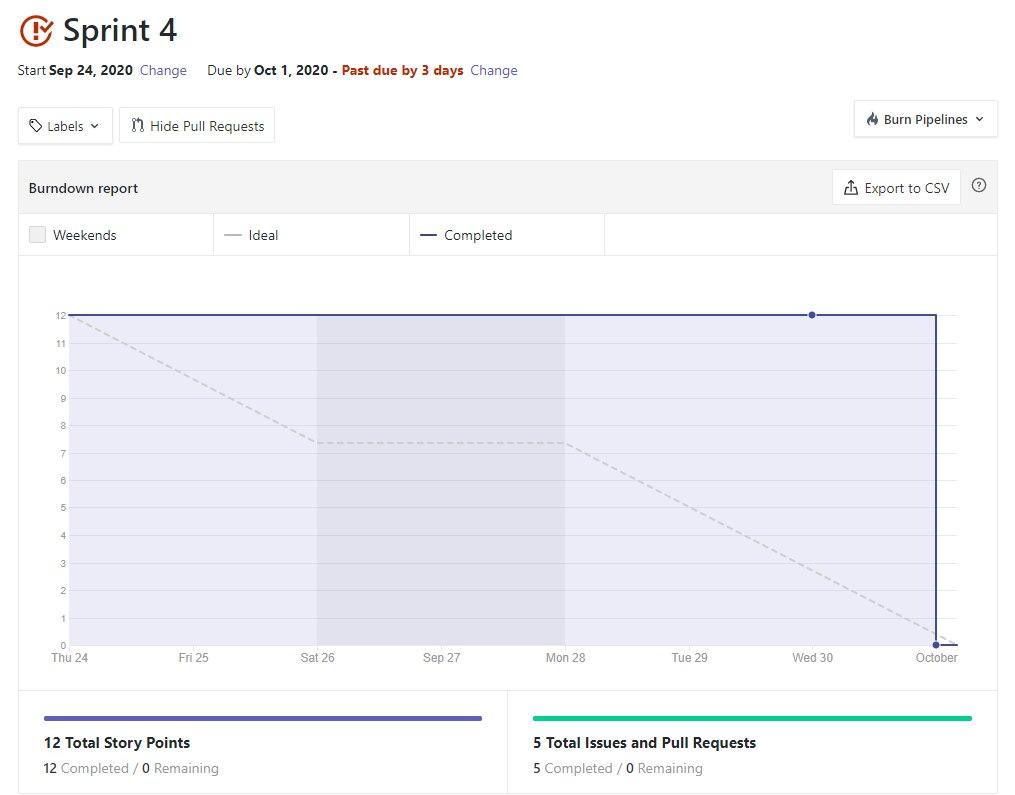 Sprint 4
Start Sep 24, 2020 Change Due by Oct 1, 2020 - Past due by 3 days Change
Labels Hide Pull Requests Burn Pipelines
Burndown report Export to CSV ?
Weekends Ideal Completed
12
11
10
9
8
7
6
5
4
3
2
1
0
Thu 24 Fri 25 Sat 26 Sep 27 Mon 28 Tue 29 Wed 30 October
12 Total Story Points
12 Completed / 0 Remaining
5 Total Issues and Pull Requests
5 Completed / 0 Remaining